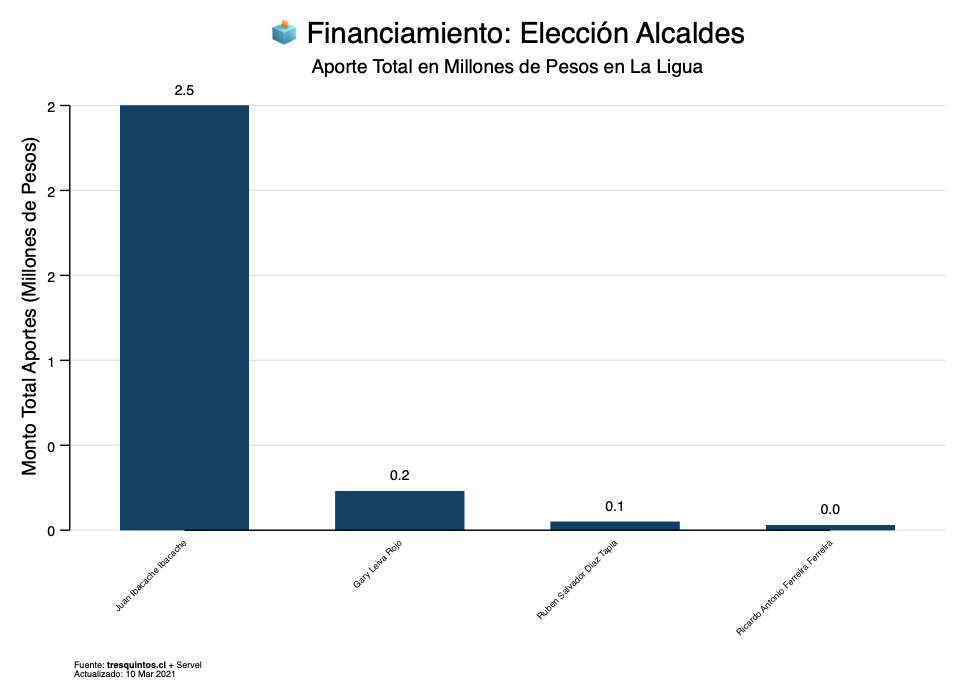 Financiamiento: Elección Alcaldes
Aporte Total en Millones de Pesos en La Ligua
Monto Total Aportes (Millones de Pesos)
2
2
2
1
0
0
2.5
0.2
0.1
0.0
Juan Ibacache Ibacache
Gary Leiva Rojo
Ruben Salvador Diaz Tapia
Ricardo Antonio Ferreira Ferreira
Fuente: tresquintos.cl + Servel
Actualizado: 10 Mar 2021